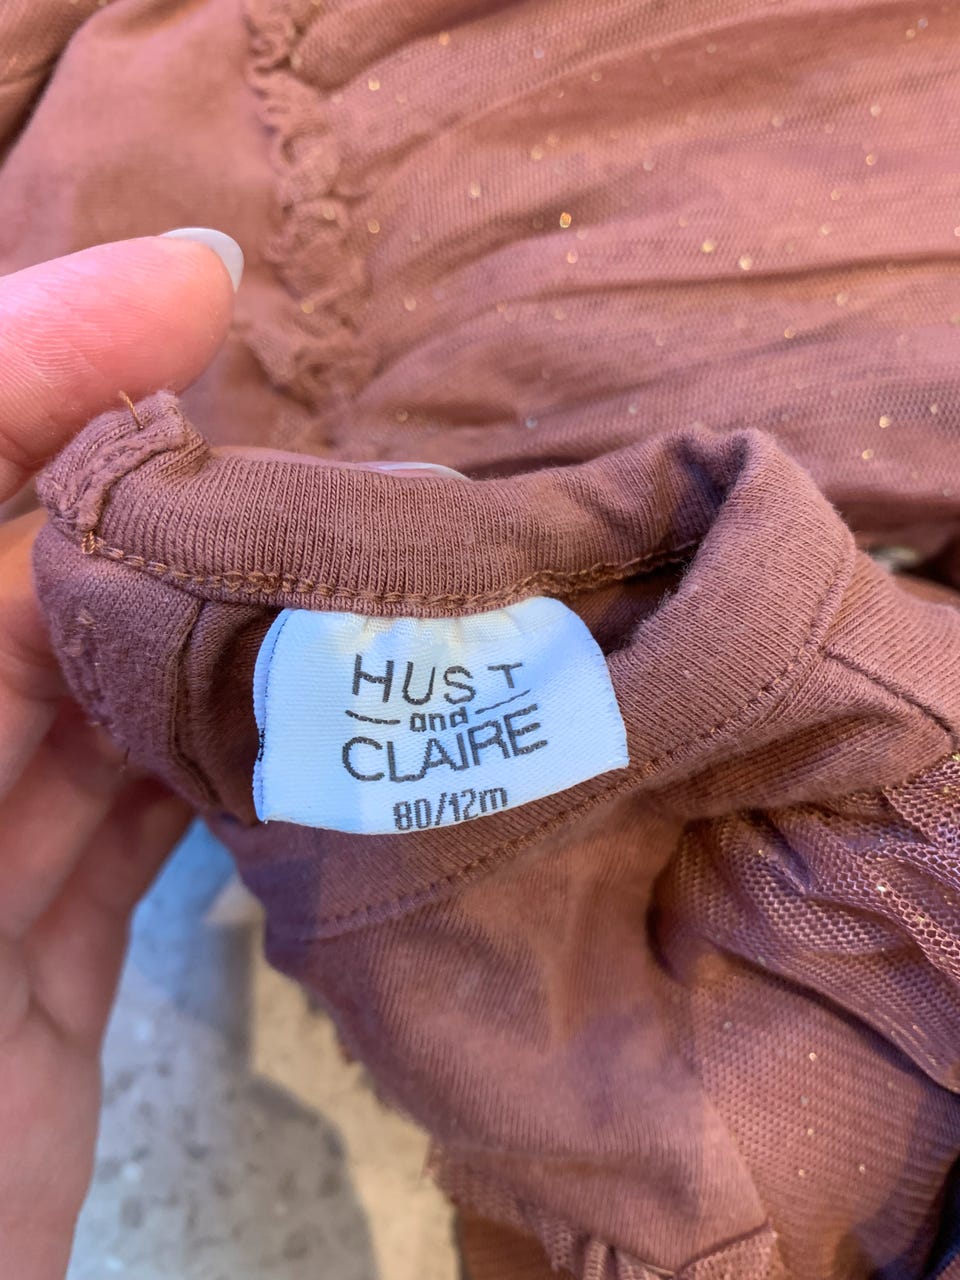 HUST
and
CLAIRE
80/12m